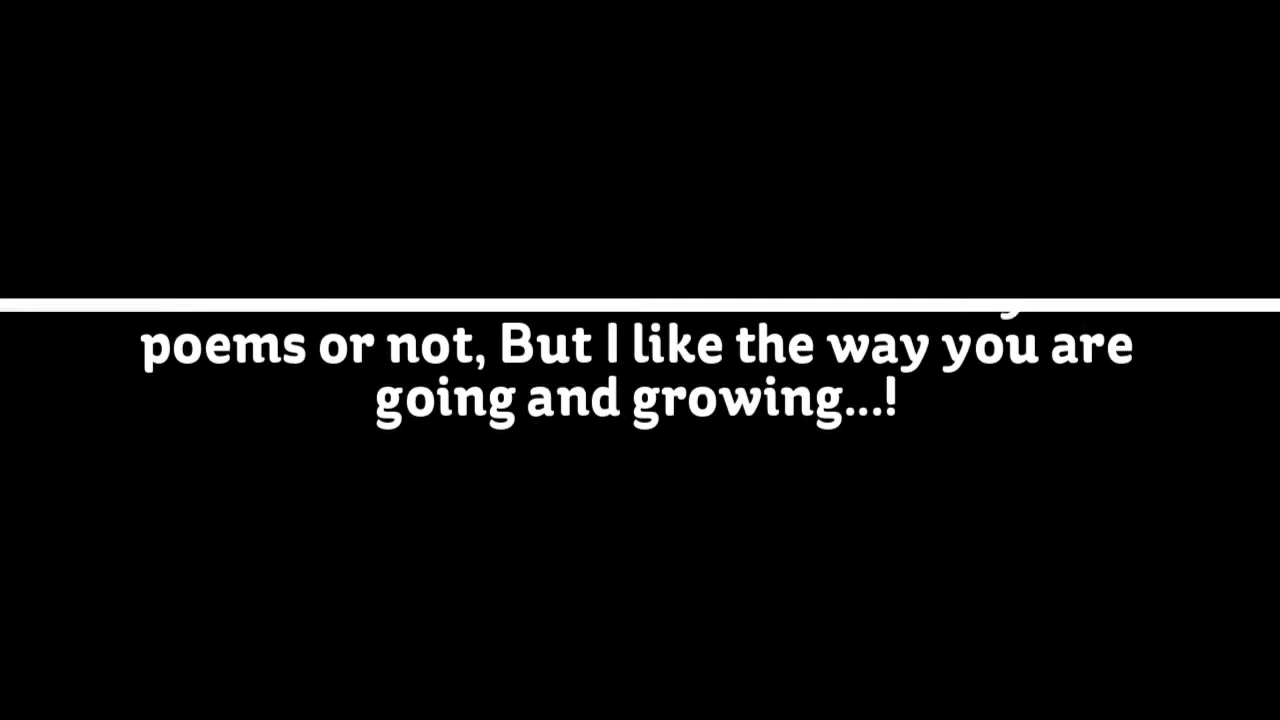 poems or not, But I like the way you are
going and growing...!